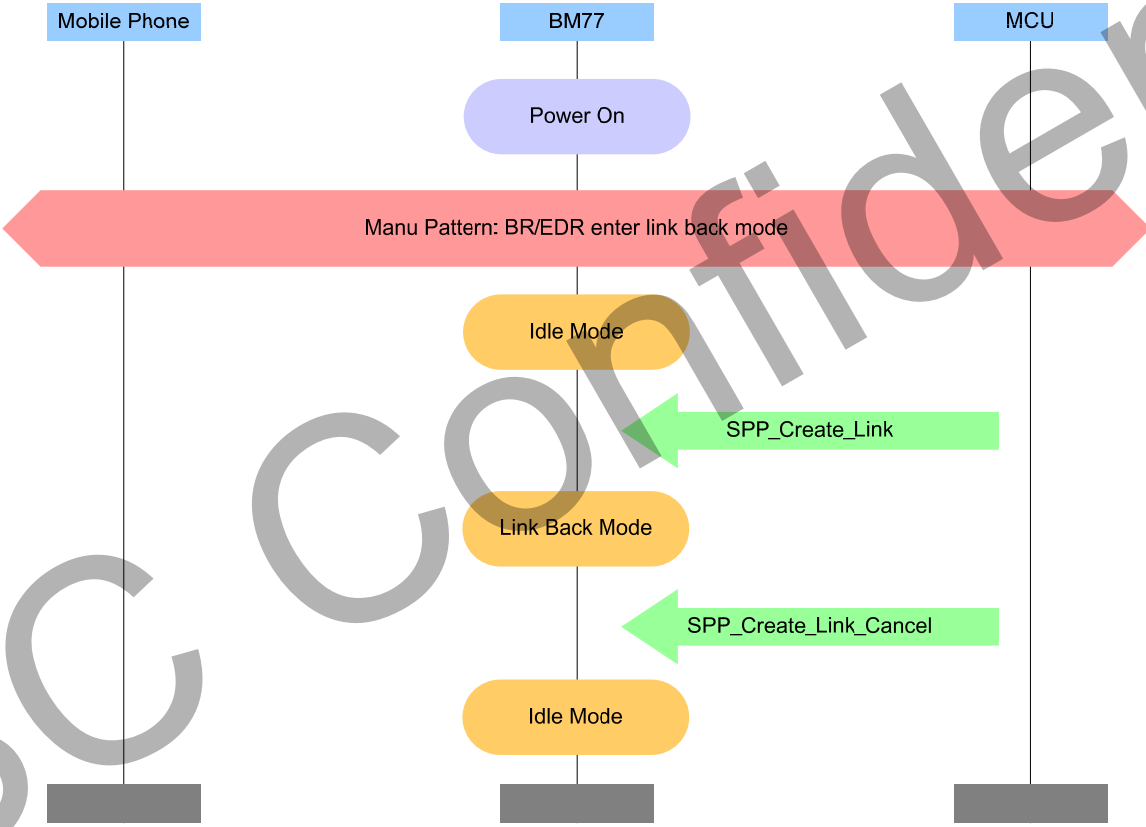 Mobile Phone
BM77
MCU
Power On
Manu Pattern: BR/EDR enter link back mode
Idle Mode
SPP_Create_Link
Link Back Mode
SPP_Create_Link_Cancel
Idle Mode